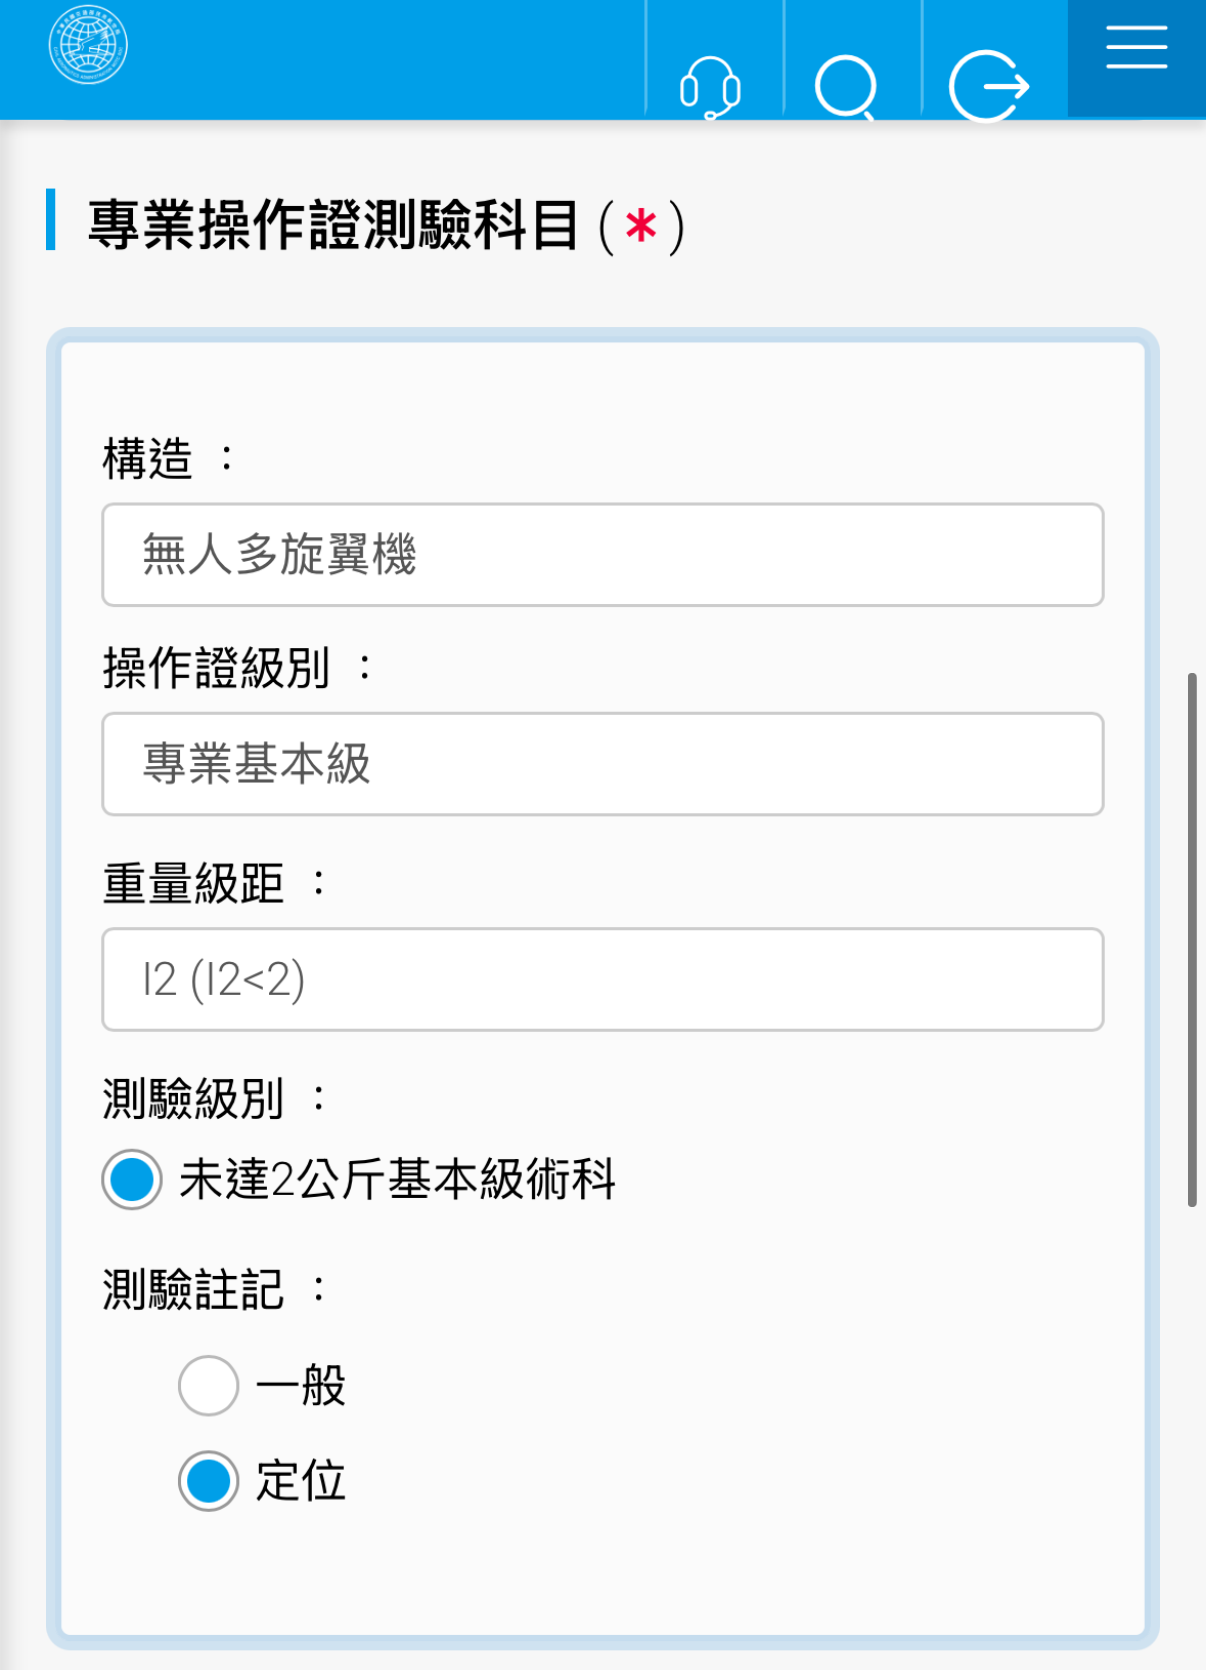 專業操作證測驗科目 (*)
構造 ：
無人多旋翼機
操作證級別 ：
專業基本級
重量級距 ：
I2 (I2<2)
測驗級別 ：
未達2公斤基本級術科
測驗註記 ：
一般
定位